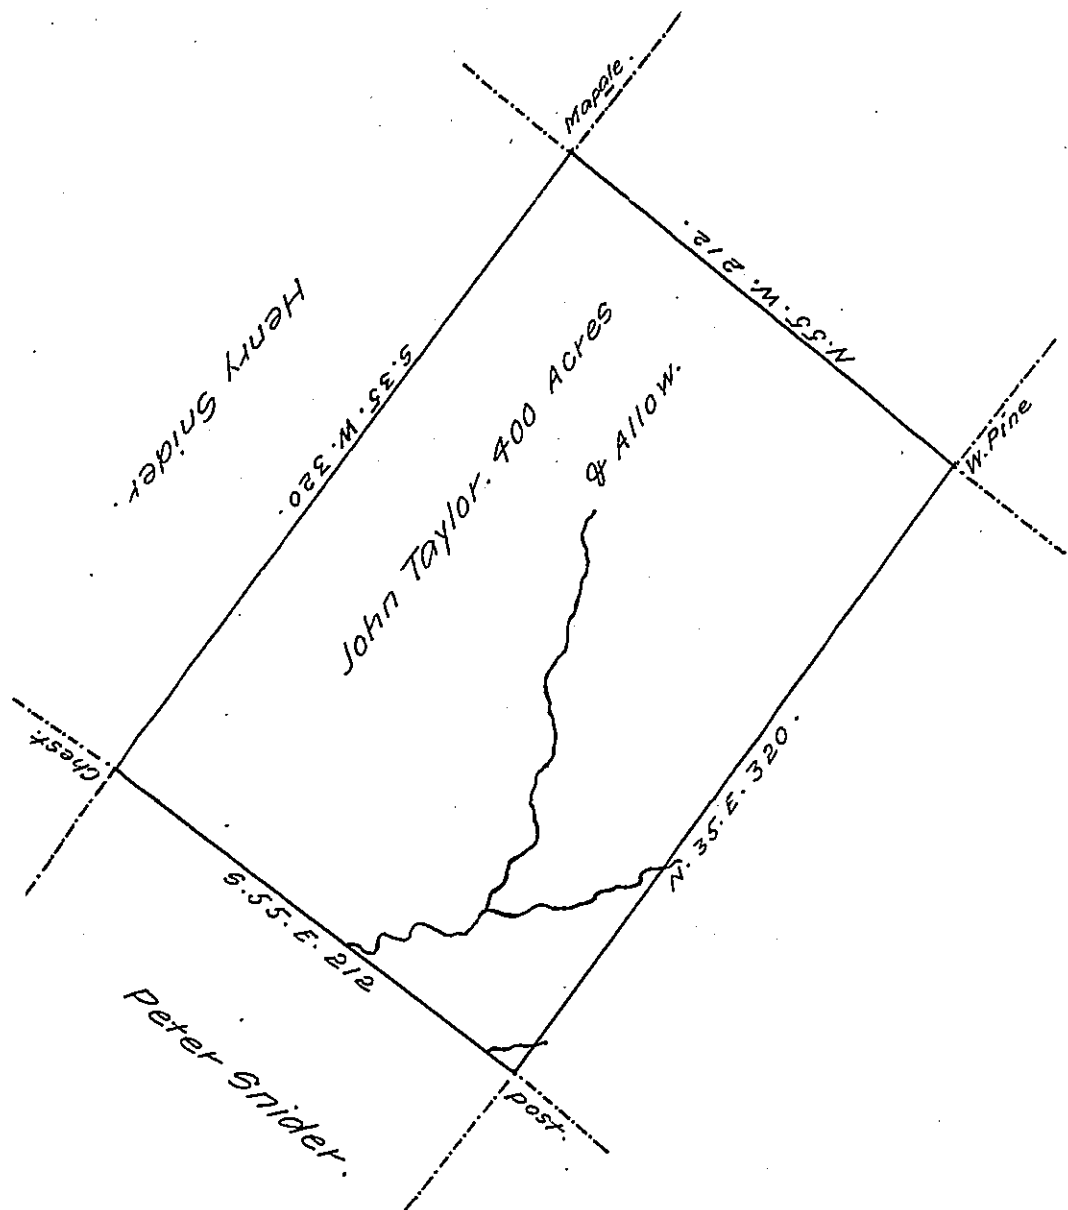 Mapale.
N.55.W. 212.
Henry Snider.
S.35.W. 320.
John Taylor. 400 Acres
& Allow.
W. Pine
Chest.
N. 35. E. 320.
S. 55. E. 212
Peter Snider.
post.